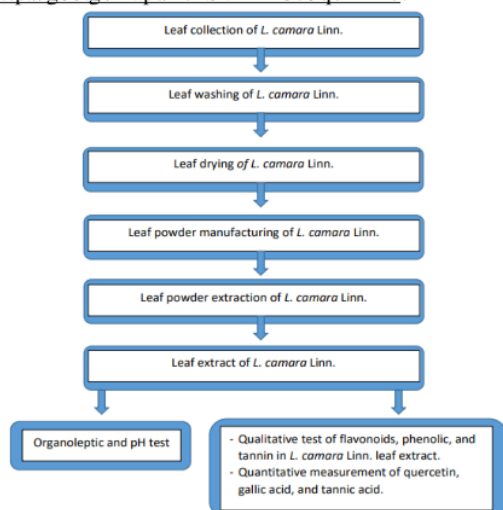 Leaf collection of L. camara Linn.
Leaf washing of L. camara Linn.
Leaf drying of L. camara Linn.
Leaf powder manufacturing of L. camara Linn.
Leaf powder extraction of L. camara Linn.
Leaf extract of L. camara Linn.
Organoleptic and pH test
- Qualitative test of flavonoids, phenolic, and
tannin in L. camara Linn. leaf extract.
- Quantitative measurement of quercetin,
gallic acid, and tannic acid.